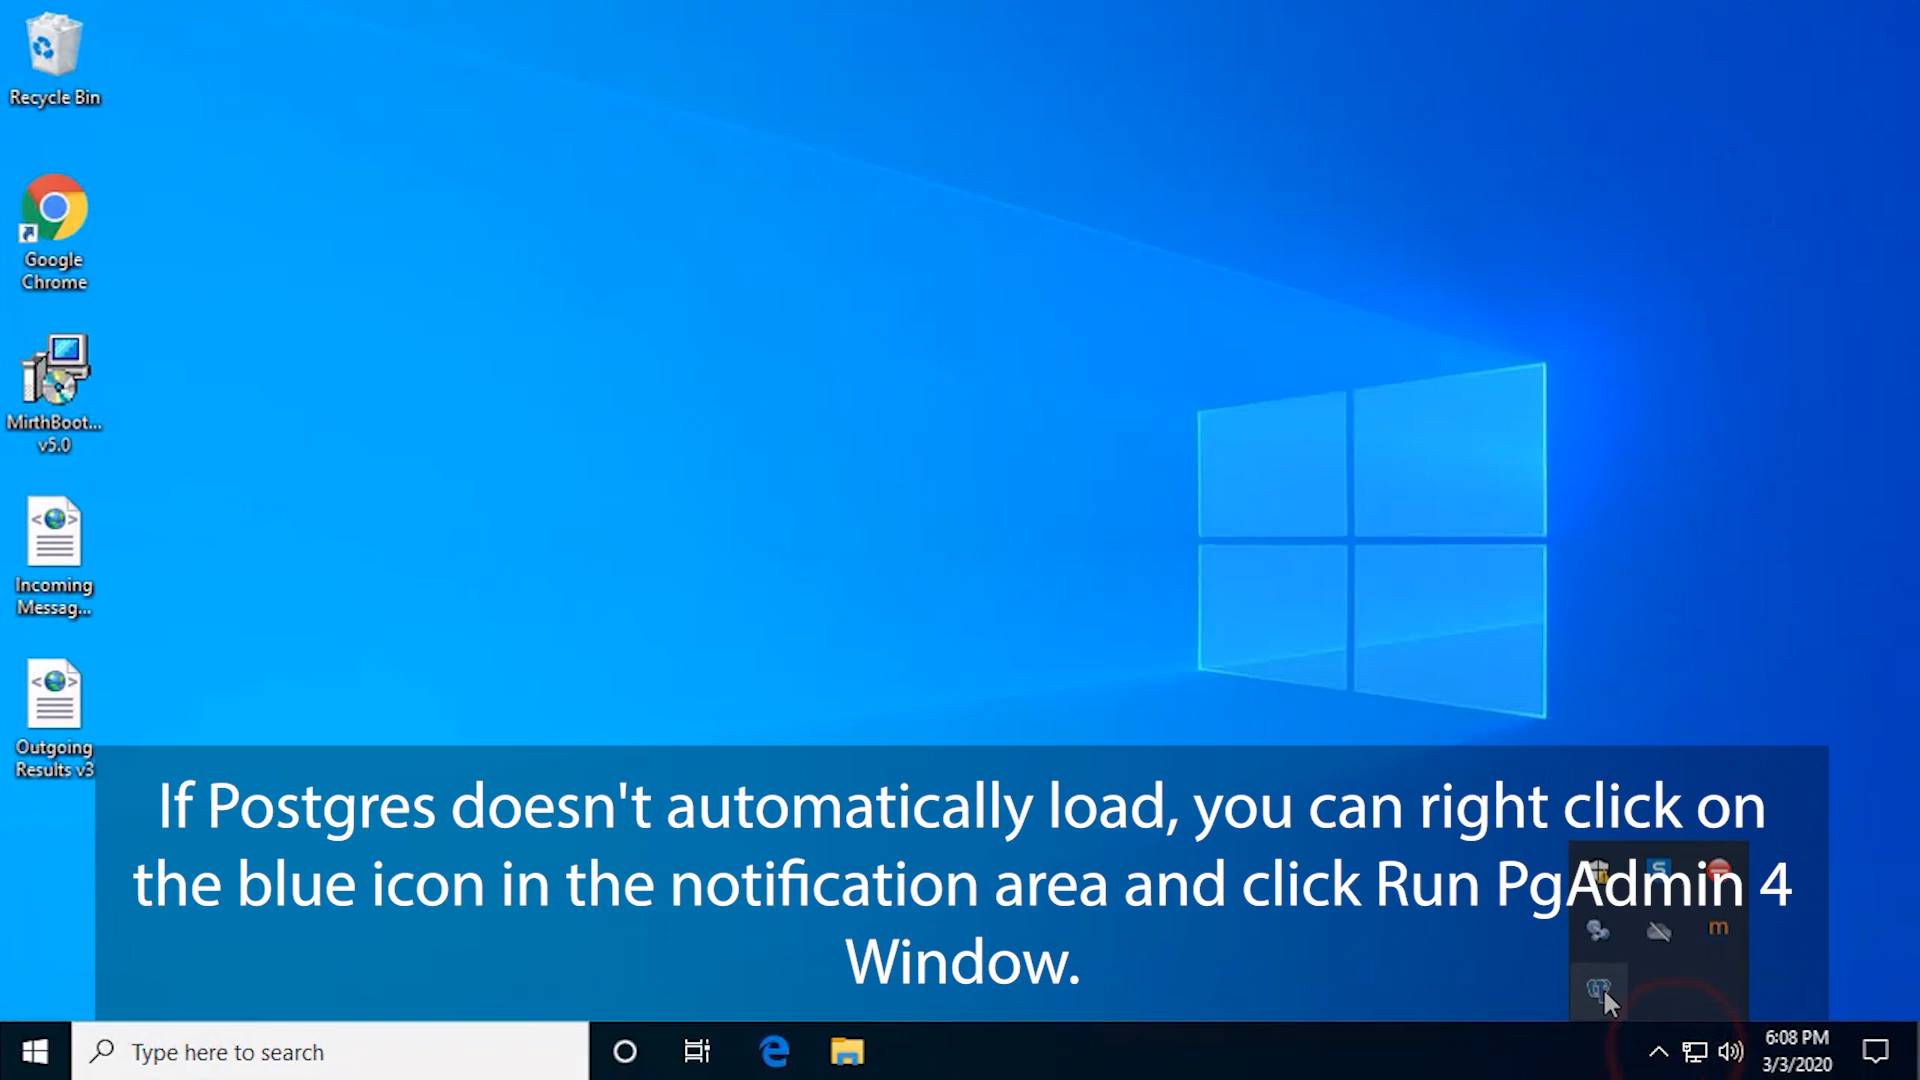 Recycle Bin
Google
Chrome
MirthBoot...
v5.0
Incoming
Messag...
Outgoing
Results v3
If Postgres doesn't automatically load, you can right click on
the blue icon in the notification area and click Run PgAdmin 4
Window.
S
m
Type here to search
6:08 PM
3/3/2020